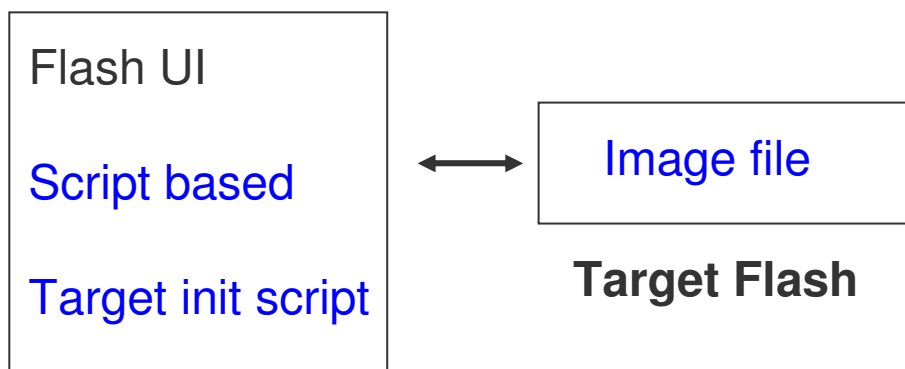 Flash UI
Script based
Target init script
Image file
Target Flash